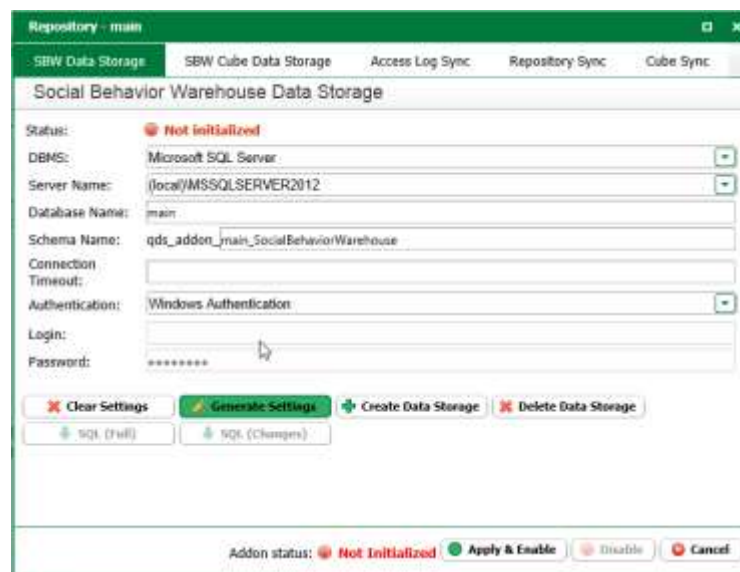 Repository - main
SBW Data Storage SBW Cube Data Storage Access Log Sync Repository Sync Cube Sync
Social Behavior Warehouse Data Storage
Status: Not initialized
DBMS: Microsoft SQL Server
Server Name: (local)\MSSQLSERVER2012
Database Name: main
Schema Name: qds_addon_main_SocialBehaviorWarehouse
Connection
Timeout:
Authentication: Windows Authentication
Login:
Password: ********
Clear Settings Generate Settings Create Data Storage Delete Data Storage
SQL (Full) SQL (Changes)
Addon status: Not Initialized Apply & Enable Disable Cancel